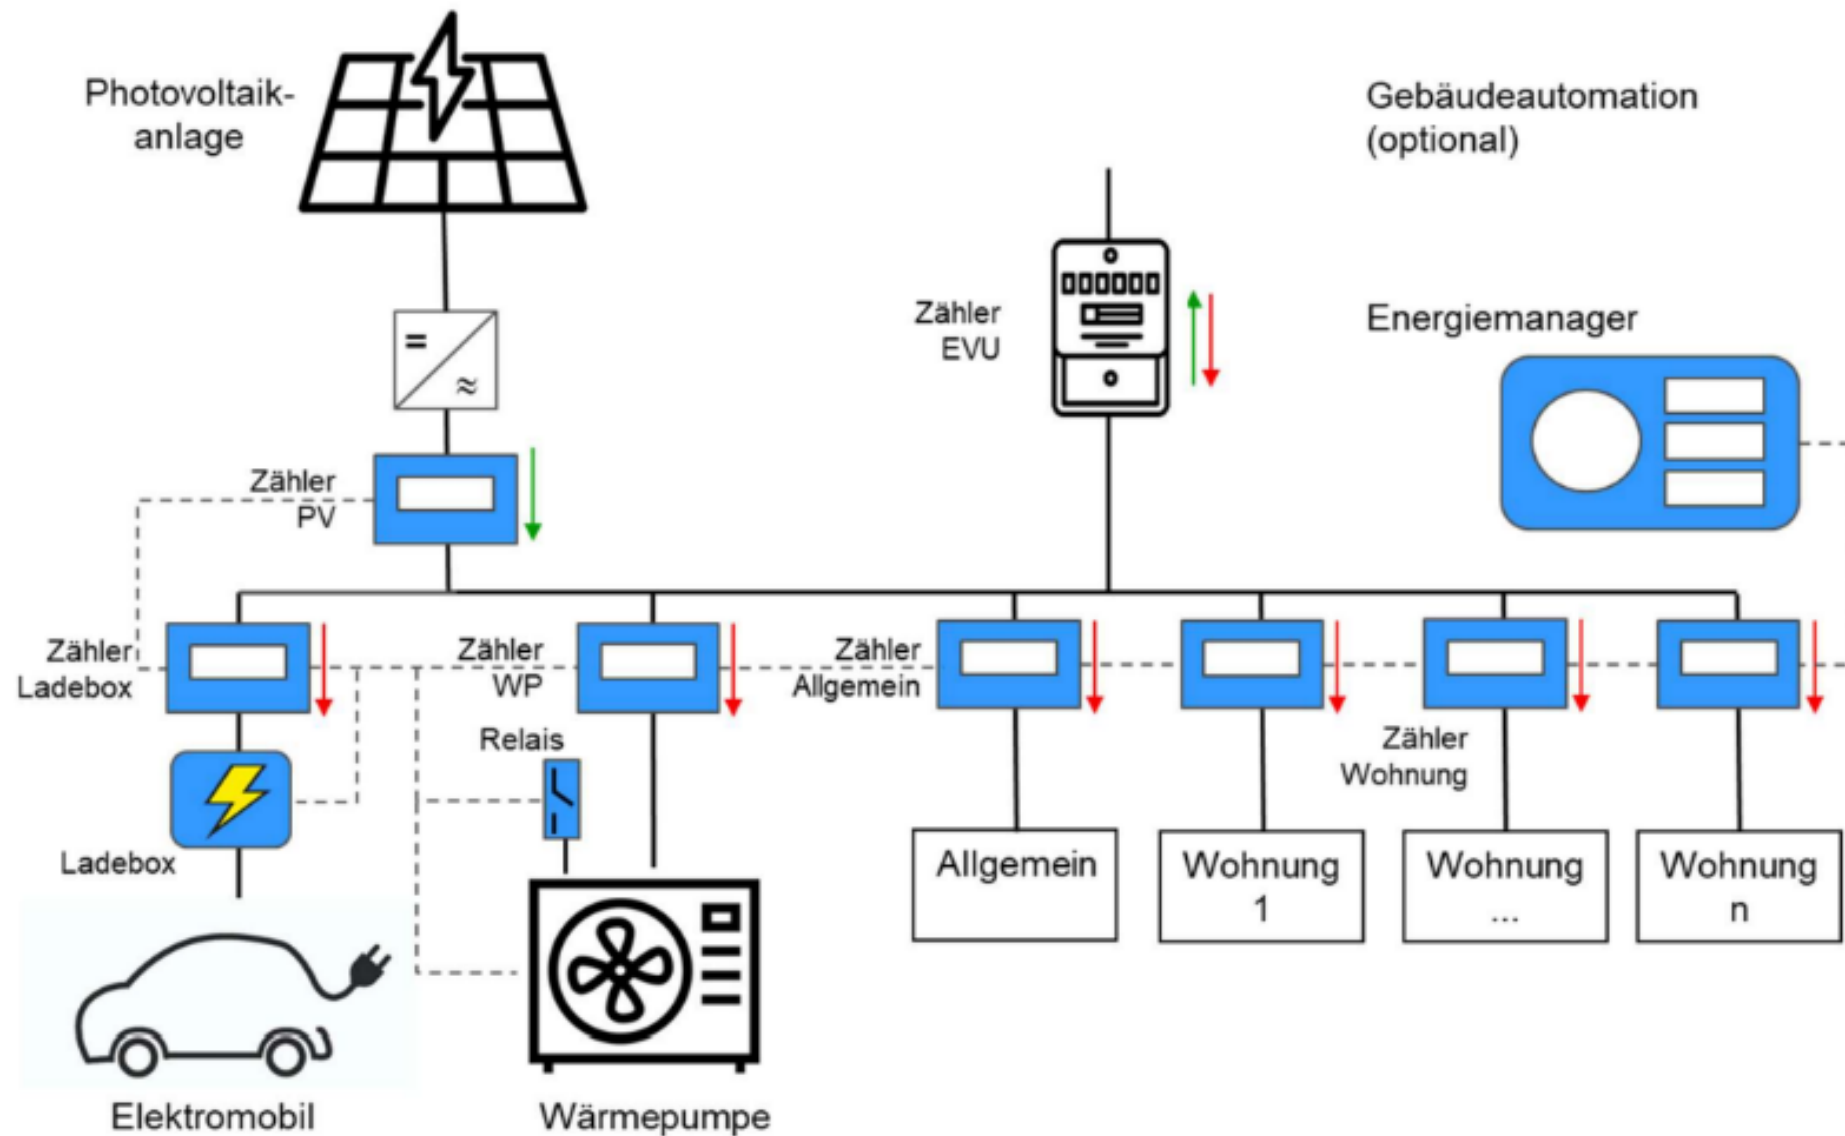 Photovoltaik-
anlage
Gebäudeautomation
(optional)
Zähler
EVU
Energiemanager
=
≈
Zähler
PV
Zähler
Ladebox
Zähler
WP
Zähler
Allgemein
Relais
Zähler
Wohnung
Ladebox
Allgemein
Wohnung
1
Wohnung
...
Wohnung
n
Elektromobil
Wärmepumpe